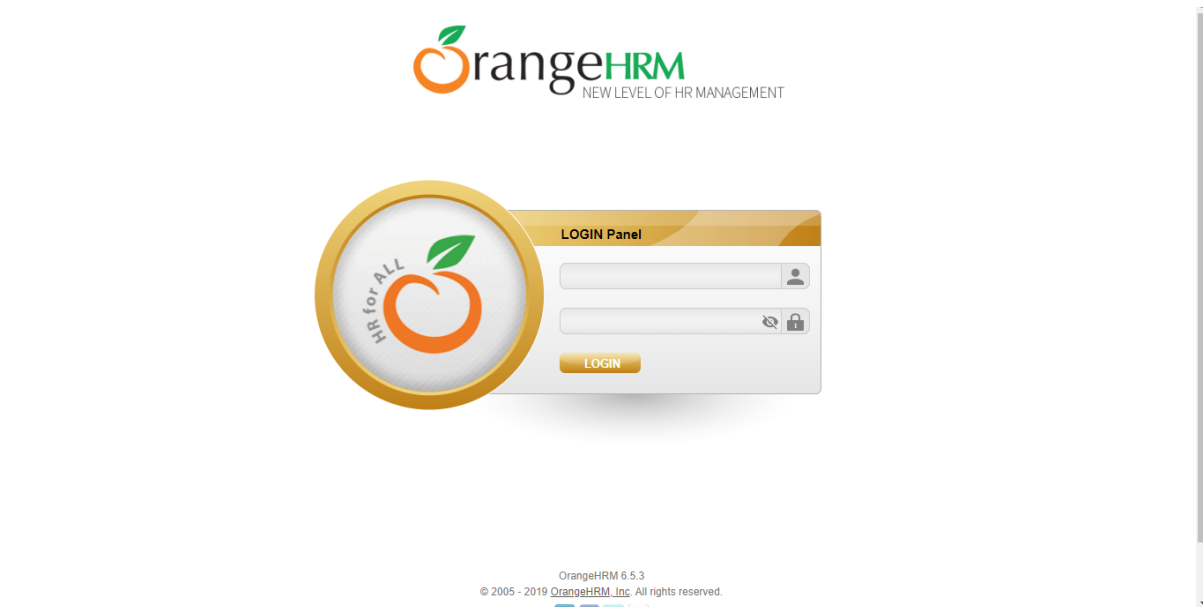 OrangeHRM
NEW LEVEL OF HR MANAGEMENT
LOGIN Panel
HR for ALL
LOGIN
OrangeHRM 6.5.3
© 2005 - 2019 OrangeHRM, Inc. All rights reserved.